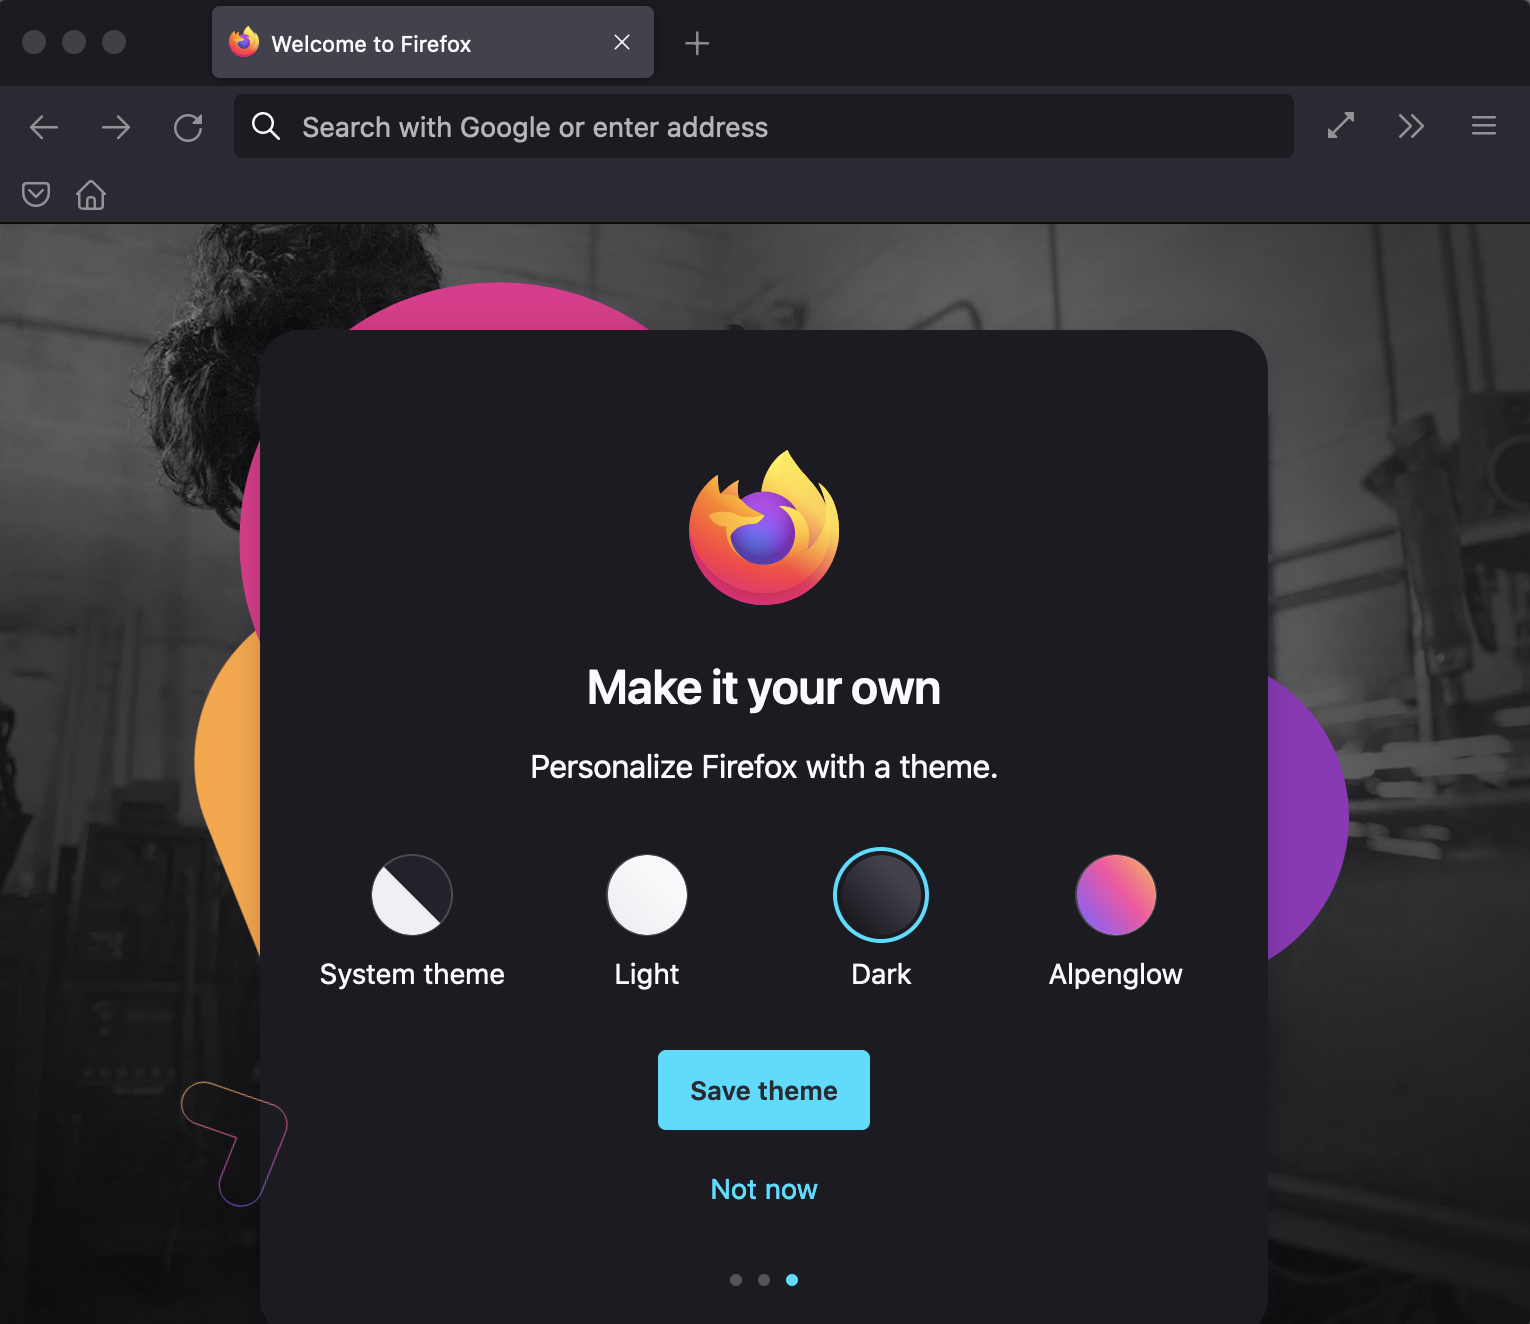 Welcome to Firefox
Search with Google or enter address
Make it your own
Personalize Firefox with a theme.
System theme
Light
Dark
Alpenglow
Save theme
Not now